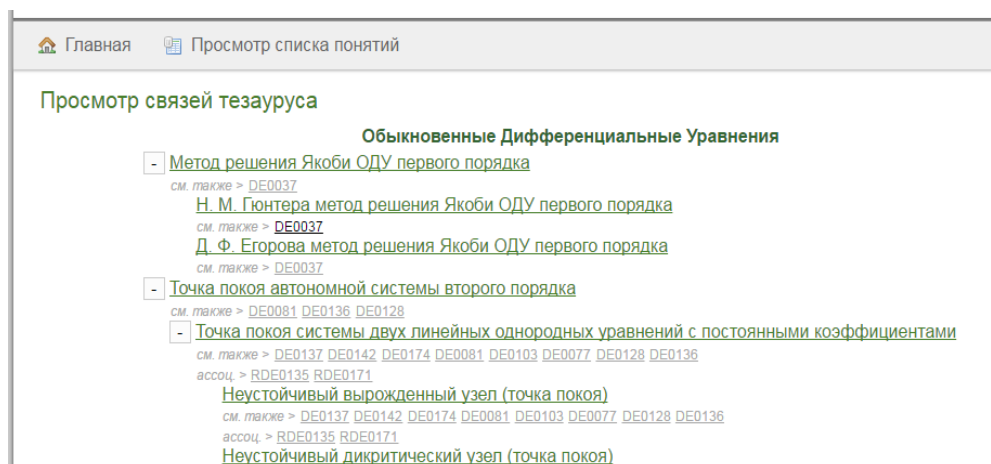 Главная Просмотр списка понятий
Просмотр связей тезауруса
Обыкновенные Дифференциальные Уравнения
- Метод решения Якоби ОДУ первого порядка
см. также > DE0037
Н. М. Гюнтера метод решения Якоби ОДУ первого порядка
см. также > DE0037
Д. Ф. Егорова метод решения Якоби ОДУ первого порядка
см. также > DE0037
- Точка покоя автономной системы второго порядка
см. также > DE0081 DE0136 DE0128
- Точка покоя системы двух линейных однородных уравнений с постоянными коэффициентами
см. также > DE0137 DE0142 DE0174 DE0081 DE0103 DE0077 DE0128 DE0136
ассоц. > RDE0135 RDE0171
Неустойчивый вырожденный узел (точка покоя)
см. также > DE0137 DE0142 DE0174 DE0081 DE0103 DE0077 DE0128 DE0136
ассоц. > RDE0135 RDE0171
Неустойчивый дикритический узел (точка покоя)